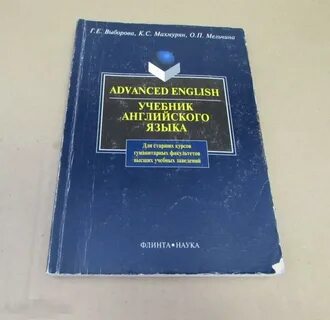 Г.Е. Выборова, К.С. Махмурян, О.П. Мельчина
ADVANCED ENGLISH
УЧЕБНИК
АНГЛИЙСКОГО
ЯЗЫКА
Для старших курсов
гуманитарных факультетов
высших учебных заведений
ФЛИНТА • НАУКА